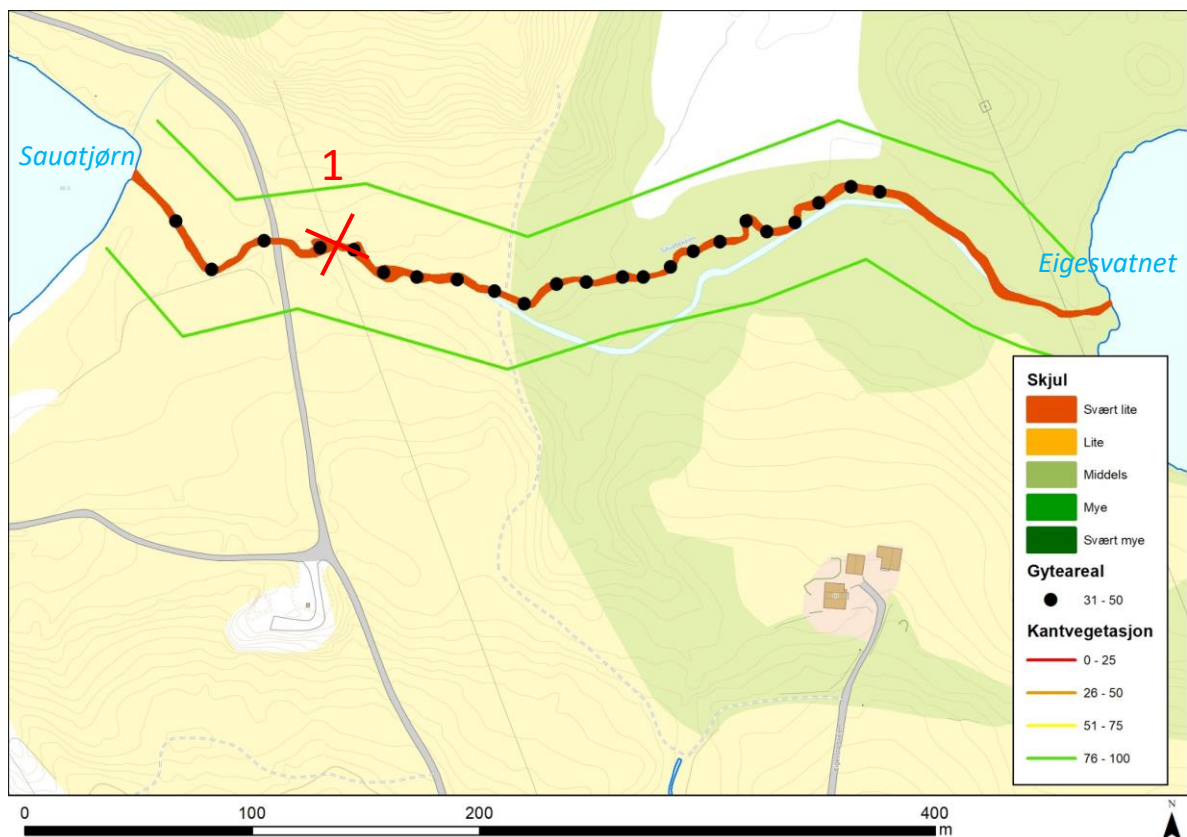 Sauatjørn
1
Eigesvatnet
Skjul
Svært lite
Lite
Middels
Mye
Svært mye
Gyteareal
31 - 50
Kantvegetasjon
0 - 25
26 - 50
51 - 75
76 - 100
0 100 200 400
m
N